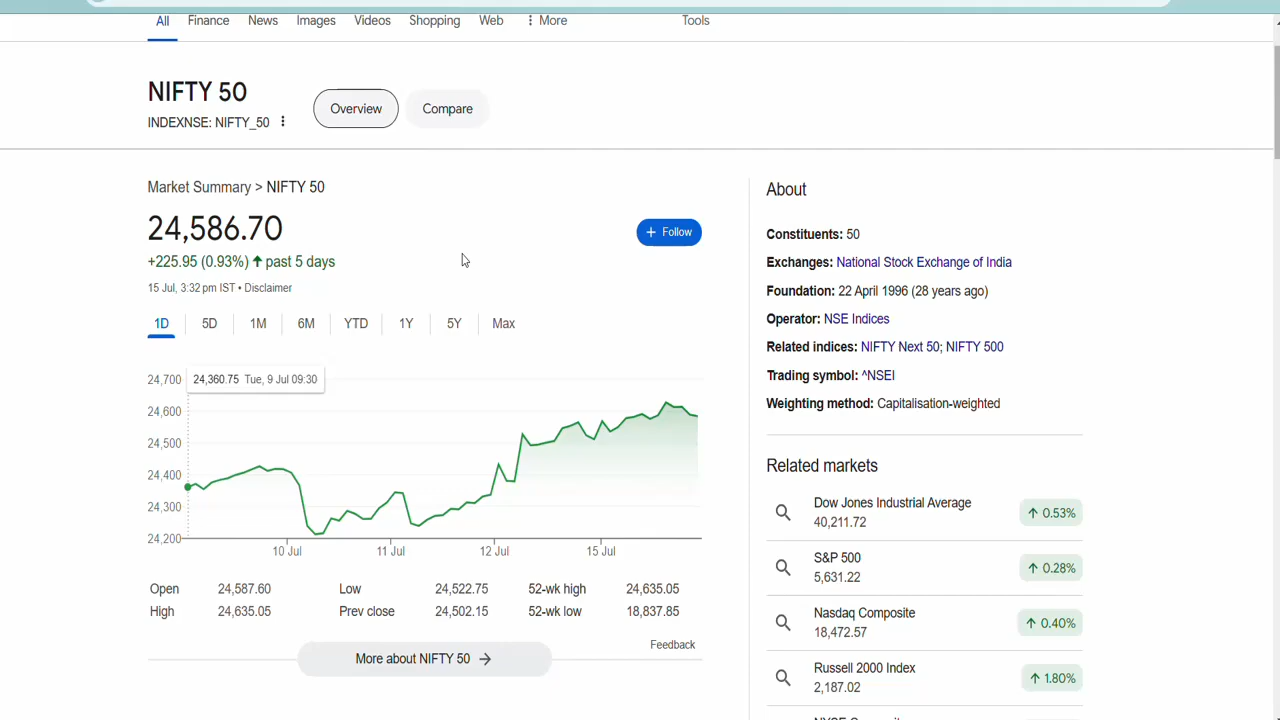 All Finance News Images Videos Shopping Web ⋮ More Tools
NIFTY 50
INDEXNSE: NIFTY_50
Overview Compare
Market Summary > NIFTY 50
24,586.70
+ Follow
+225.95 (0.93%) ↑ past 5 days
15 Jul, 3:32 pm IST • Disclaimer
1D 5D 1M 6M YTD 1Y 5Y Max
24,700
24,360.75 Tue, 9 Jul 09:30
24,600
24,500
24,400
24,300
24,200
10 Jul 11 Jul 12 Jul 15 Jul
Open 24,587.60 Low 24,522.75 52-wk high 24,635.05
High 24,635.05 Prev close 24,502.15 52-wk low 18,837.85
Feedback
More about NIFTY 50 →
About
Constituents: 50
Exchanges: National Stock Exchange of India
Foundation: 22 April 1996 (28 years ago)
Operator: NSE Indices
Related indices: NIFTY Next 50; NIFTY 500
Trading symbol: ^NSEI
Weighting method: Capitalisation-weighted
Related markets
Dow Jones Industrial Average
40,211.72
↑ 0.53%
S&P 500
5,631.22
↑ 0.28%
Nasdaq Composite
18,472.57
↑ 0.40%
Russell 2000 Index
2,187.02
↑ 1.80%